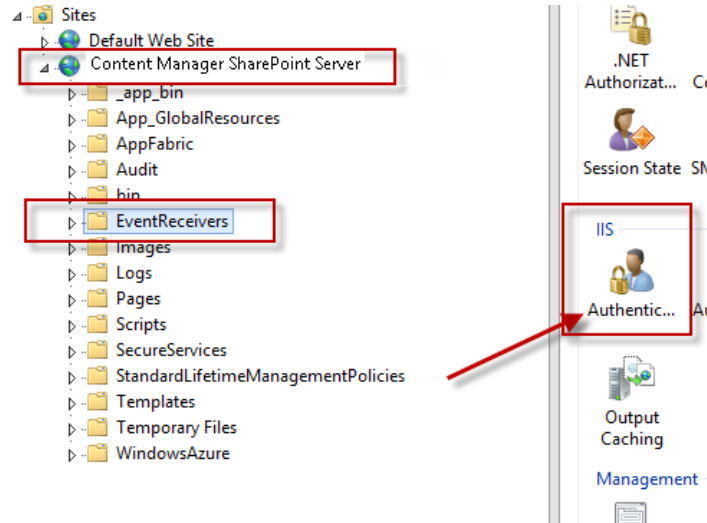 Sites
Default Web Site
Content Manager SharePoint Server
_app_bin
App_GlobalResources
AppFabric
Audit
bin
EventReceivers
Images
Logs
Pages
Scripts
SecureServices
StandardLifetimeManagementPolicies
Templates
Temporary Files
WindowsAzure
.NET
Authorizat...
Session State
IIS
Authentic...
Output
Caching
Management